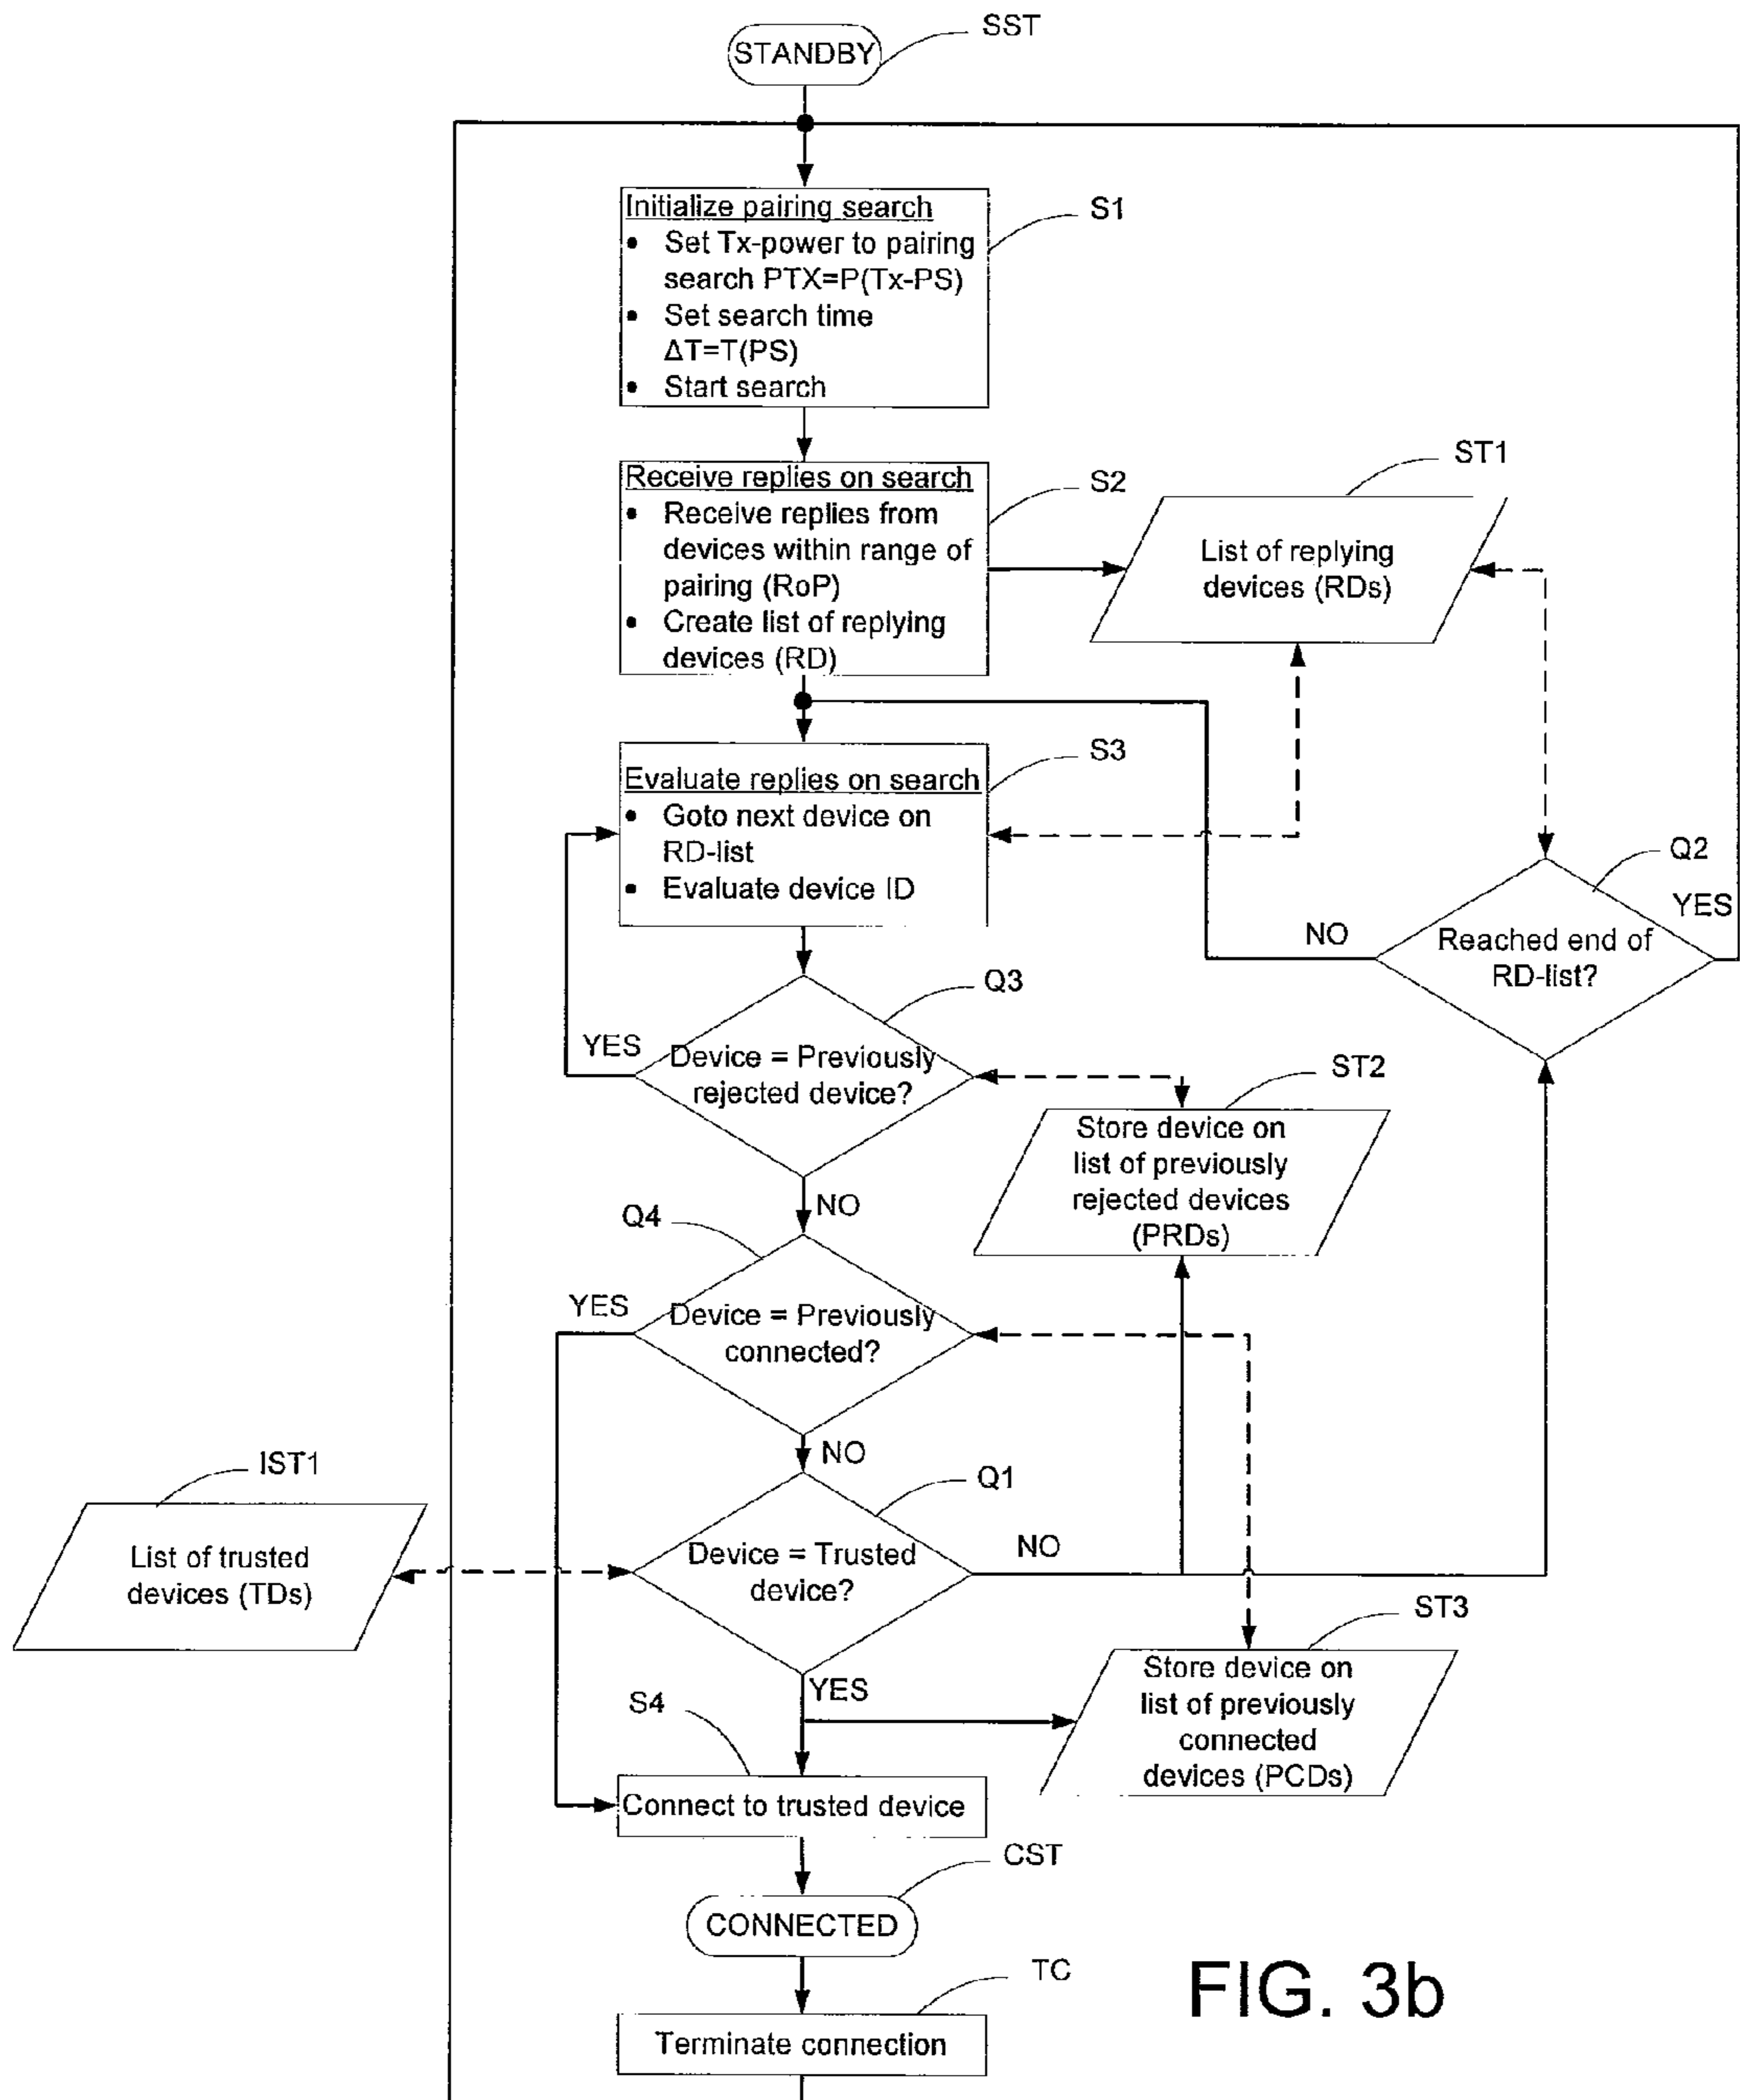 SST
STANDBY
S1
Initialize pairing search
• Set Tx-power to pairing
search PTX=P(Tx-PS)
• Set search time
ΔT=T(PS)
• Start search
S2
Receive replies on search
• Receive replies from
devices within range of
pairing (RoP)
• Create list of replying
devices (RD)
ST1
List of replying
devices (RDs)
S3
Evaluate replies on search
• Goto next device on
RD-list
• Evaluate device ID
Q2
YES
NO
Reached end of
RD-list?
Q3
YES
Device = Previously
rejected device?
NO
ST2
Store device on
list of previously
rejected devices
(PRDs)
Q4
YES
Device = Previously
connected?
NO
IST1
List of trusted
devices (TDs)
Q1
Device = Trusted
device?
NO
YES
ST3
Store device on
list of previously
connected
devices (PCDs)
S4
Connect to trusted device
CST
CONNECTED
TC
Terminate connection
FIG. 3b